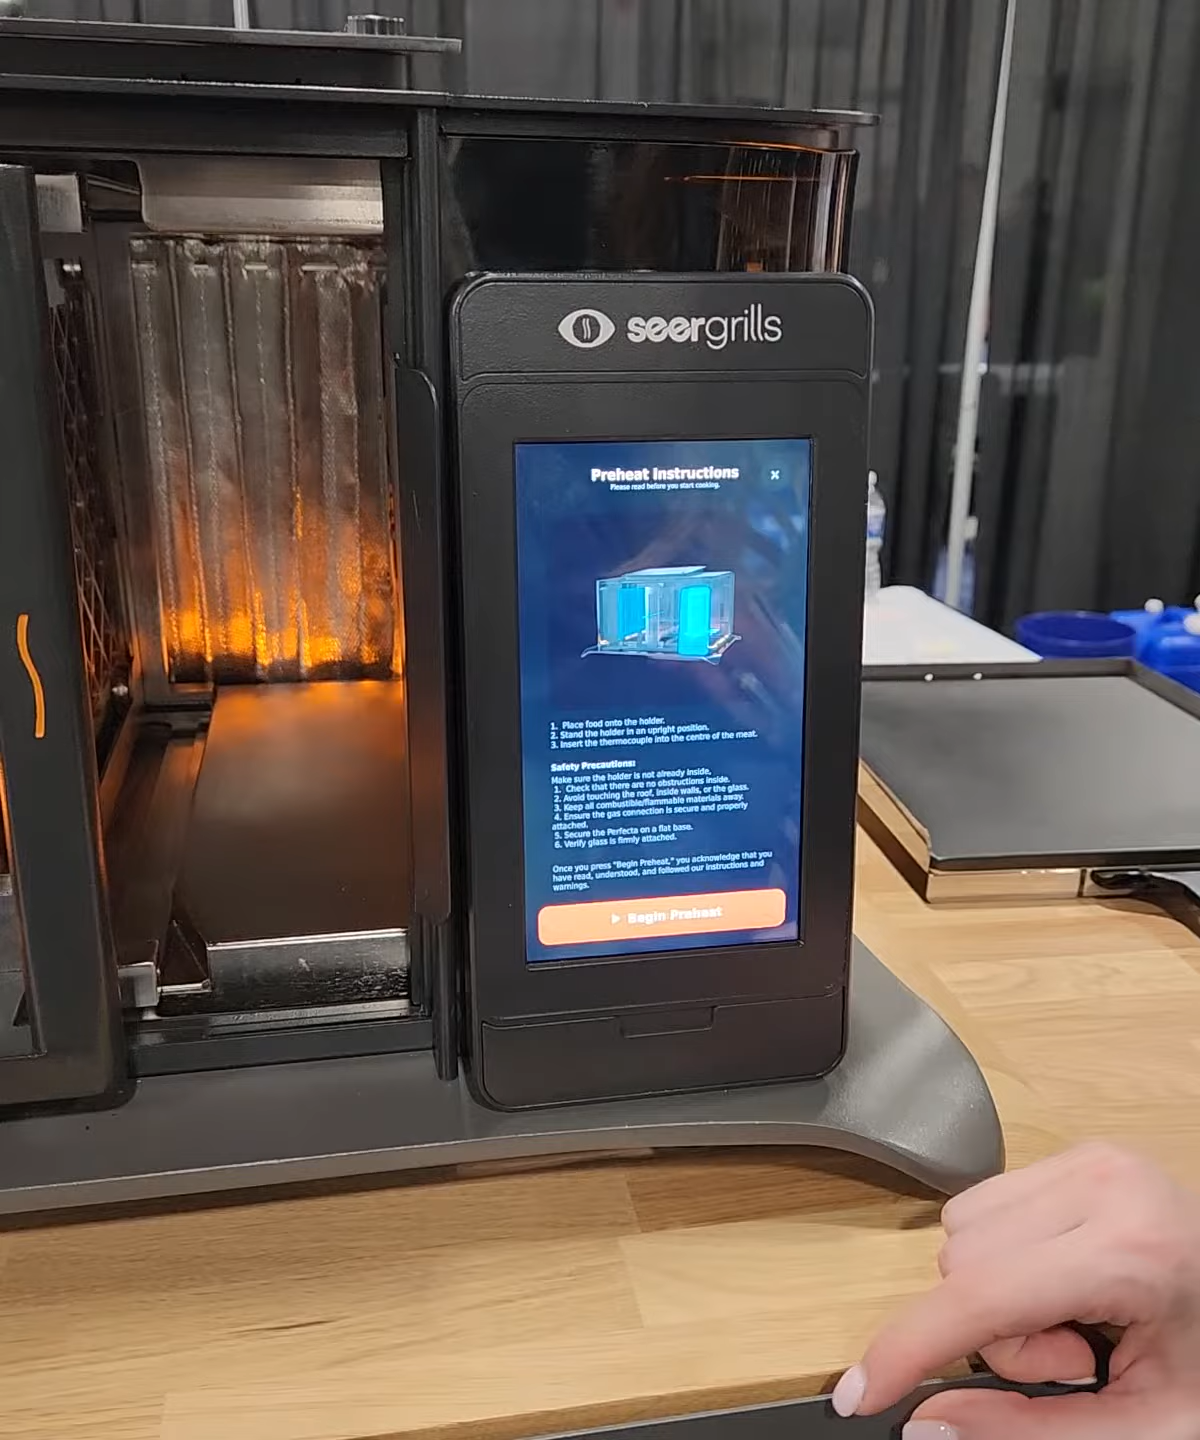 seergrills
Preheat Instructions
Please read before you start cooking.
1. Place food onto the holder.
2. Stand the holder in an upright position.
3. Insert the thermocouple into the centre of the meat.
Safety Precautions:
Make sure the holder is not already inside,
1. Check that there are no obstructions inside.
2. Avoid touching the roof, inside walls, or the glass.
3. Keep all combustible/flammable materials away.
4. Ensure the gas connection is secure and properly
attached.
5. Secure the Perfecta on a flat base.
6. Verify glass is firmly attached.
Once you press "Begin Preheat," you acknowledge that you
have read, understood, and followed our instructions and
warnings.
Begin Preheat